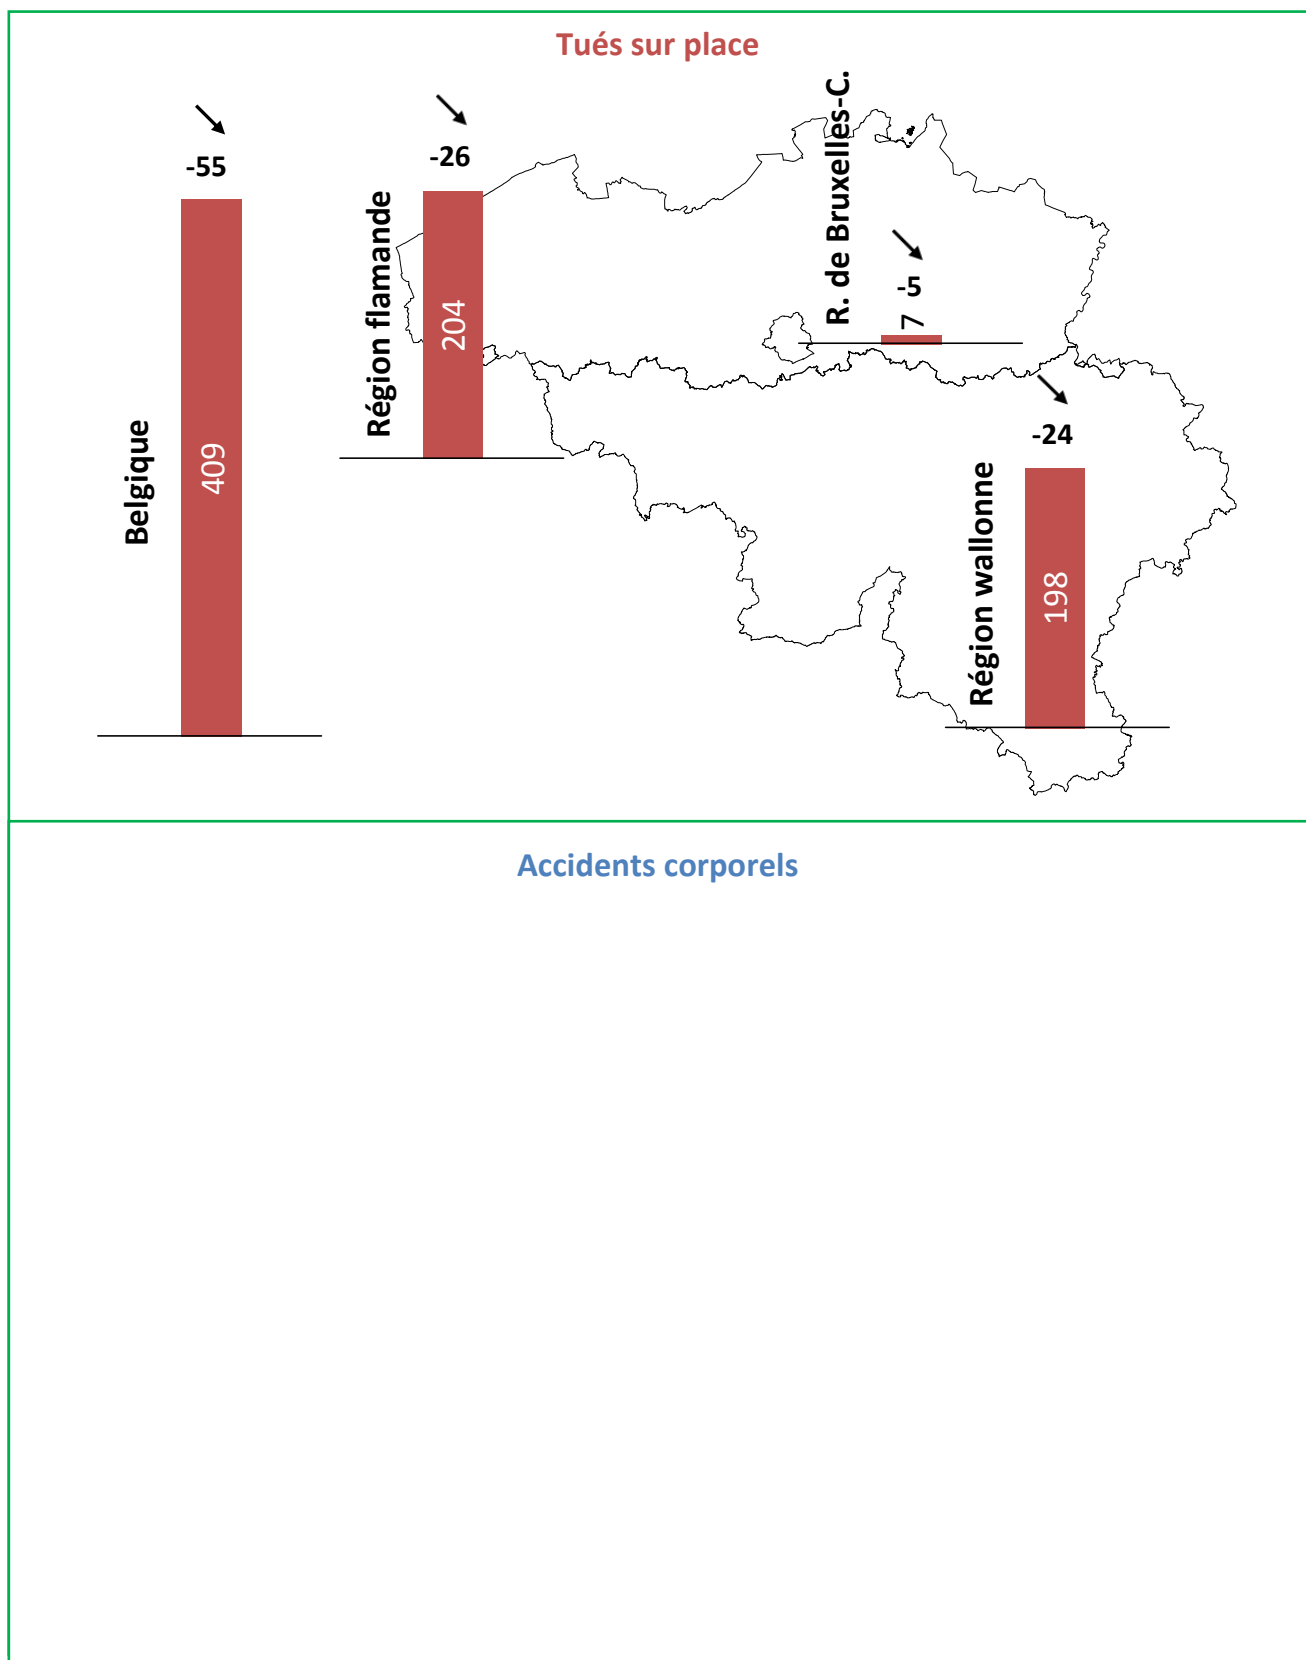 Tués sur place
-55
Belgique
409
-26
Région flamande
204
R. de Bruxelles-C.
-5
7
-24
Région wallonne
198
Accidents corporels